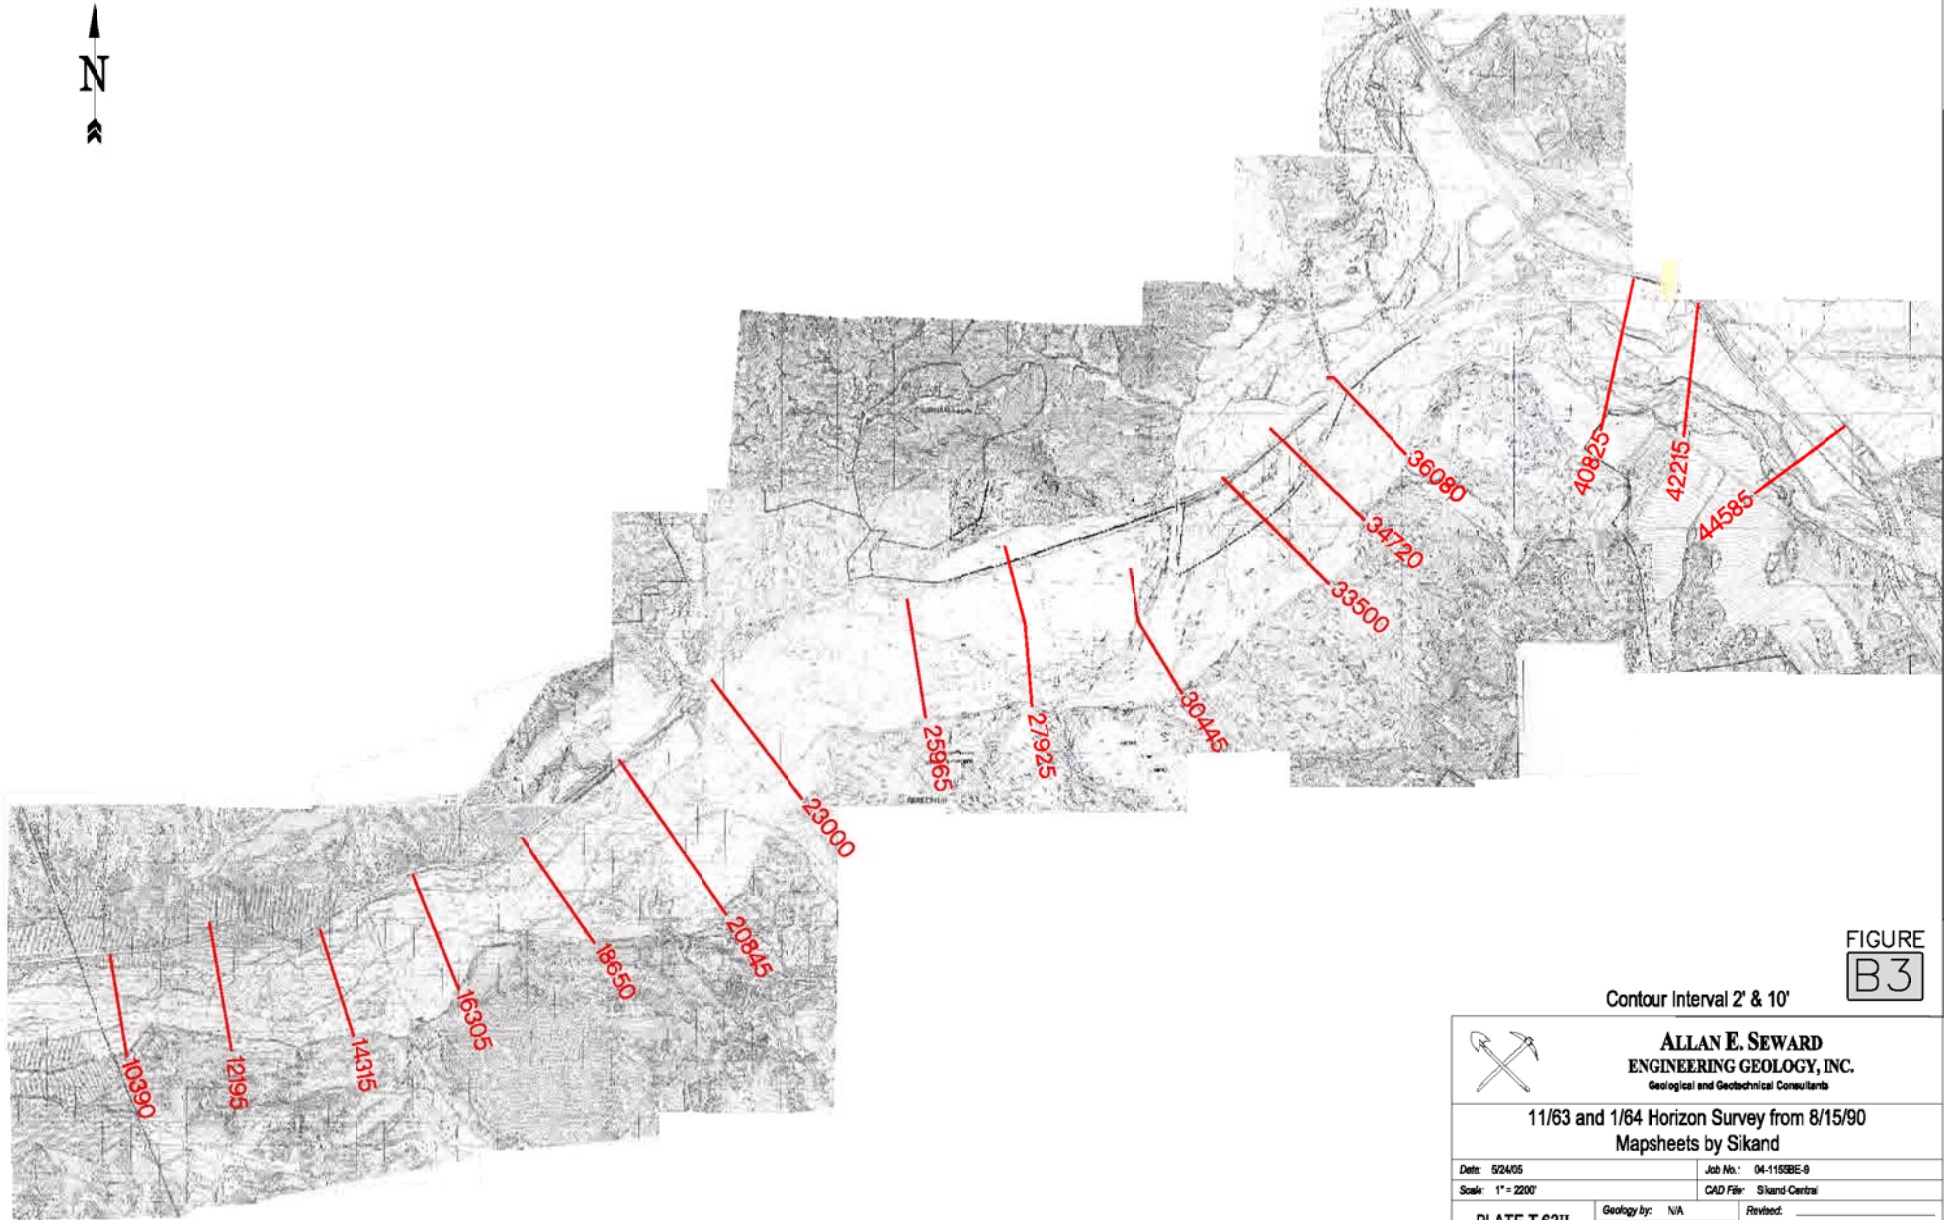 N
36080
40825
42215
44585
34720
33500
30445
27925
25965
23000
20845
18650
16305
14315
12195
10390
FIGURE
B3
Contour Interval 2' & 10'
ALLAN E. SEWARD
ENGINEERING GEOLOGY, INC.
Geological and Geotechnical Consultants
11/63 and 1/64 Horizon Survey from 8/15/90
Mapsheets by Sikand
Date: 5/24/05
Job No.: 04-1155BE-9
Scale: 1" = 2200'
CAD File: Sikand-Central
Geology by: N/A
Revised: